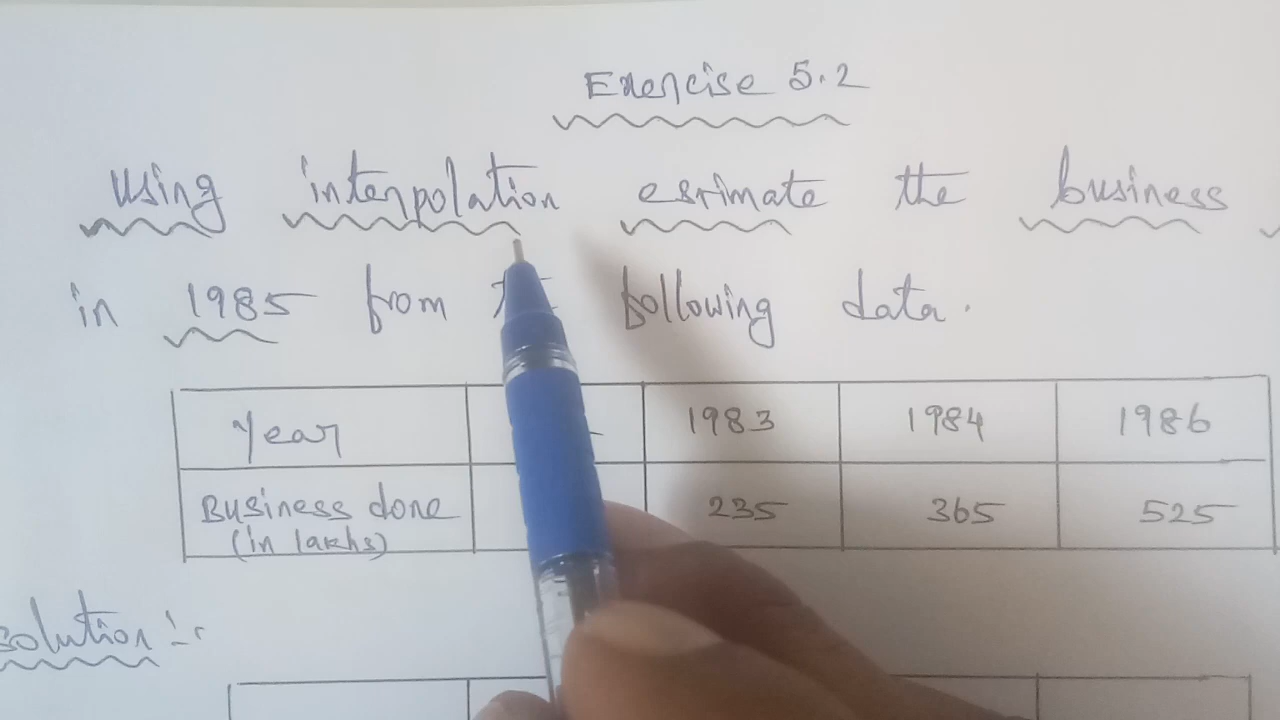 Exercise 5.2
Using interpolation esrimate the business
in 1985 from following data.
Year 1983 1984 1986
Business done 235 365 525
(in lakhs)
solution :-